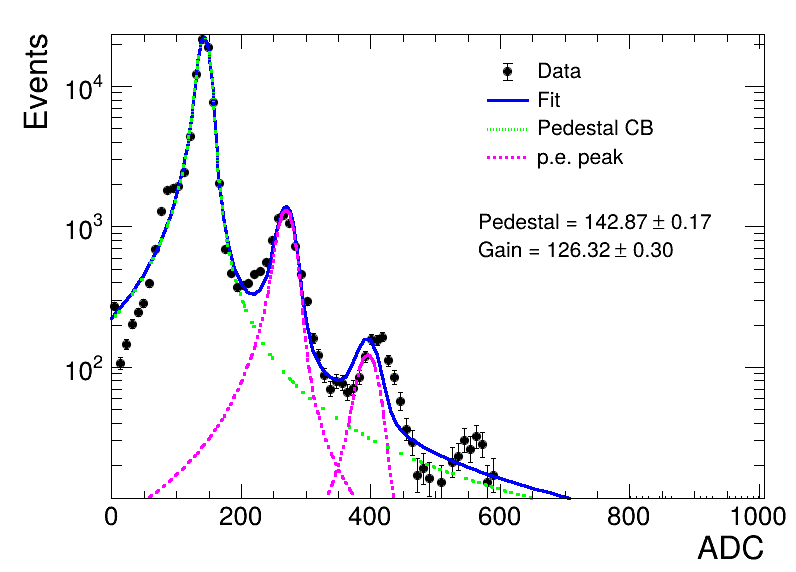 Events
10⁴
10³
10²
Data
Fit
Pedestal CB
p.e. peak
Pedestal = 142.87 ± 0.17
Gain = 126.32 ± 0.30
0 200 400 600 800 1000
ADC